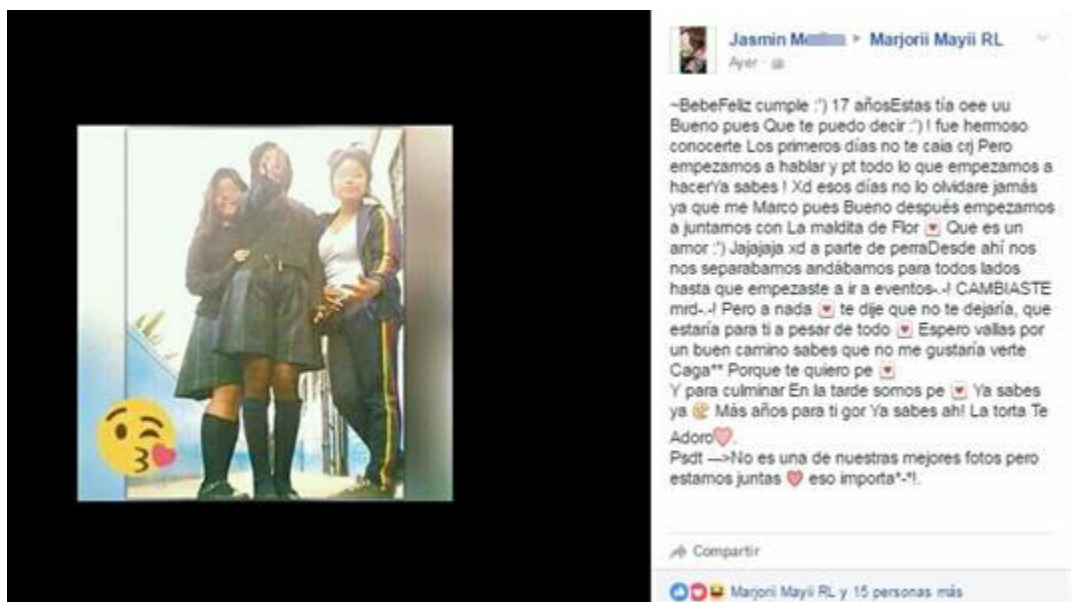 Jasmin Me ▸ Marjorii Mayii RL
Ayer ·
~BebeFeliz cumple :') 17 añosEstas tía oee uu
Bueno pues Que te puedo decir :') ! fue hermoso
conocerte Los primeros días no te caia crj Pero
empezamos a hablar y pt todo lo que empezamos a
hacerYa sabes ! Xd esos días no lo olvidare jamás
ya que me Marco pues Bueno después empezamos
a juntarnos con La maldita de Flor 💌 Que es un
amor :') Jajajaja xd a parte de perraDesde ahí nos
nos separabamos andábamos para todos lados
hasta que empezaste a ir a eventos-.-! CAMBIASTE
mrd-.-! Pero a nada 💌 te dije que no te dejaría, que
estaría para ti a pesar de todo 💌 Espero vallas por
un buen camino sabes que no me gustaría verte
Caga** Porque te quiero pe 💌
Y para culminar En la tarde somos pe 💌 Ya sabes
ya Más años para ti gor Ya sabes ah! La torta Te
Adoro♡.
Psdt —>No es una de nuestras mejores fotos pero
estamos juntas ♡ eso importa*-*!.
Compartir
Marjorii Mayii RL y 15 personas más